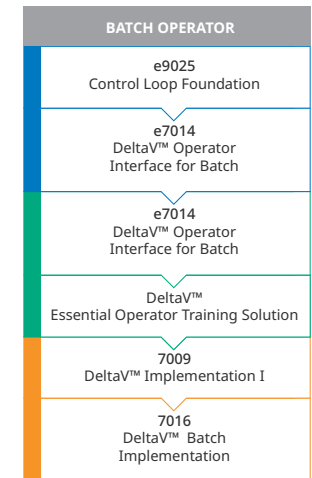 BATCH OPERATOR
e9025
Control Loop Foundation
e7014
DeltaV™ Operator
Interface for Batch
e7014
DeltaV™ Operator
Interface for Batch
DeltaV™
Essential Operator Training Solution
7009
DeltaV™ Implementation I
7016
DeltaV™ Batch
Implementation